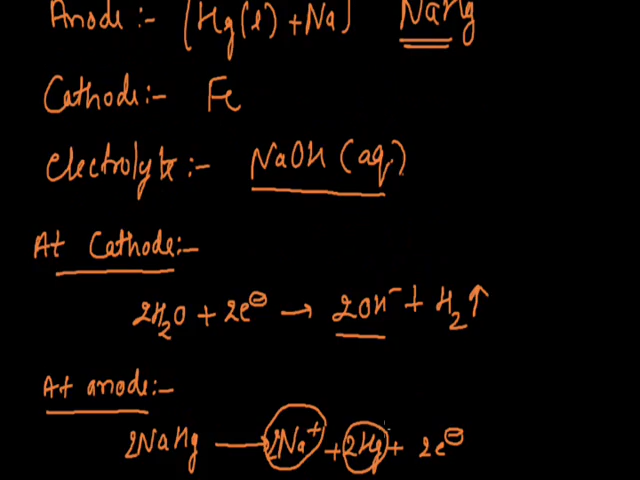 Anode :- (Hg(l) + Na) NaHg
Cathode :- Fe
Electrolyte :- NaOH (aq.)
At Cathode :-
2H₂O + 2e⊖ → 2OH⁻ + H₂↑
At anode :-
2NaHg → 2Na⁺ + 2Hg + 2e⊖